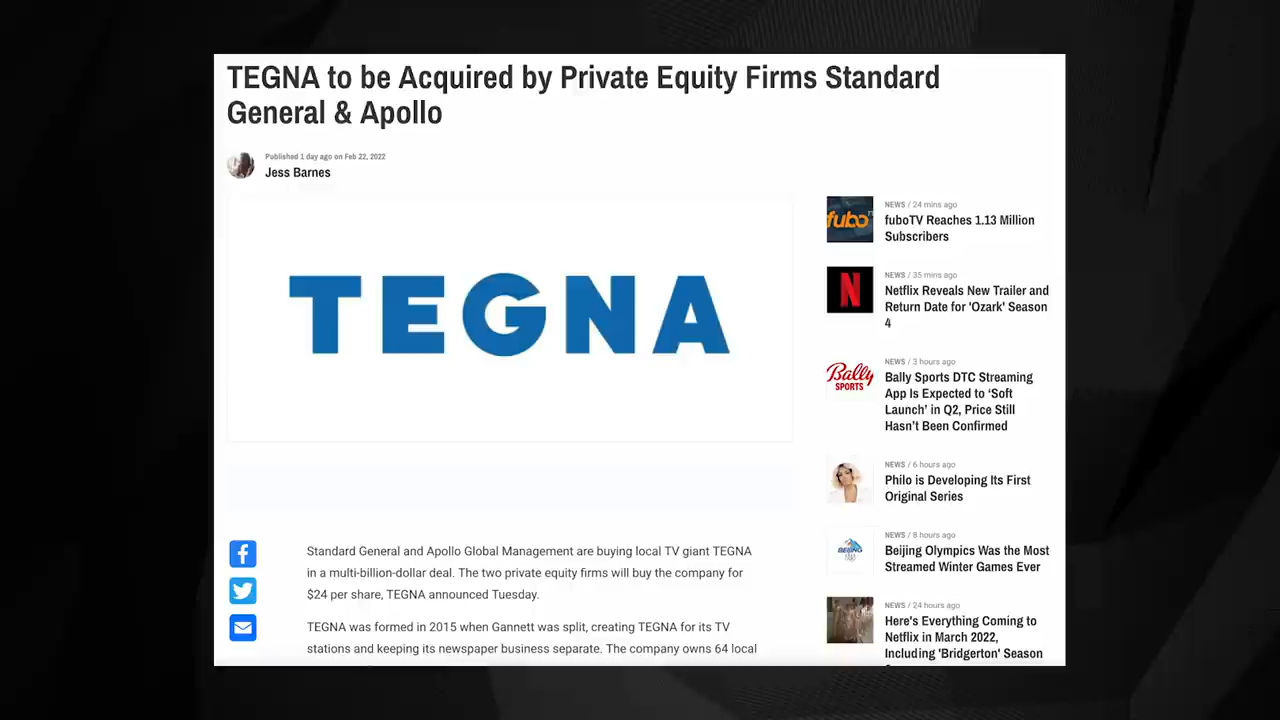 TEGNA to be Acquired by Private Equity Firms Standard
General & Apollo
Published 1 day ago on Feb 22, 2022
Jess Barnes
TEGNA
Standard General and Apollo Global Management are buying local TV giant TEGNA
in a multi-billion-dollar deal. The two private equity firms will buy the company for
$24 per share, TEGNA announced Tuesday.
TEGNA was formed in 2015 when Gannett was split, creating TEGNA for its TV
stations and keeping its newspaper business separate. The company owns 64 local
fubo
NEWS / 24 mins ago
fuboTV Reaches 1.13 Million
Subscribers
N
NEWS / 35 mins ago
Netflix Reveals New Trailer and
Return Date for 'Ozark' Season
4
Bally
SPORTS
NEWS / 3 hours ago
Bally Sports DTC Streaming
App Is Expected to ‘Soft
Launch’ in Q2, Price Still
Hasn’t Been Confirmed
NEWS / 6 hours ago
Philo is Developing Its First
Original Series
BEIJING
NEWS / 8 hours ago
Beijing Olympics Was the Most
Streamed Winter Games Ever
NEWS / 24 hours ago
Here's Everything Coming to
Netflix in March 2022,
Including 'Bridgerton' Season